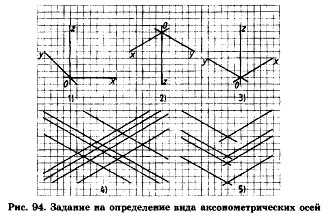 z
y
O
x
1)
O
x
y
z
2)
z
y
x
O
3)
4)
5)
Рис. 94. Задание на определение вида аксонометрических осей